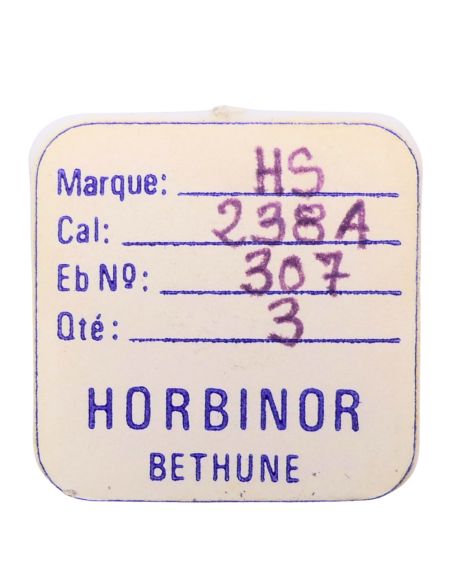 Marque: HS
Cal: 238A
Eb Nº: 307
Qté: 3
HORBINOR
BETHUNE